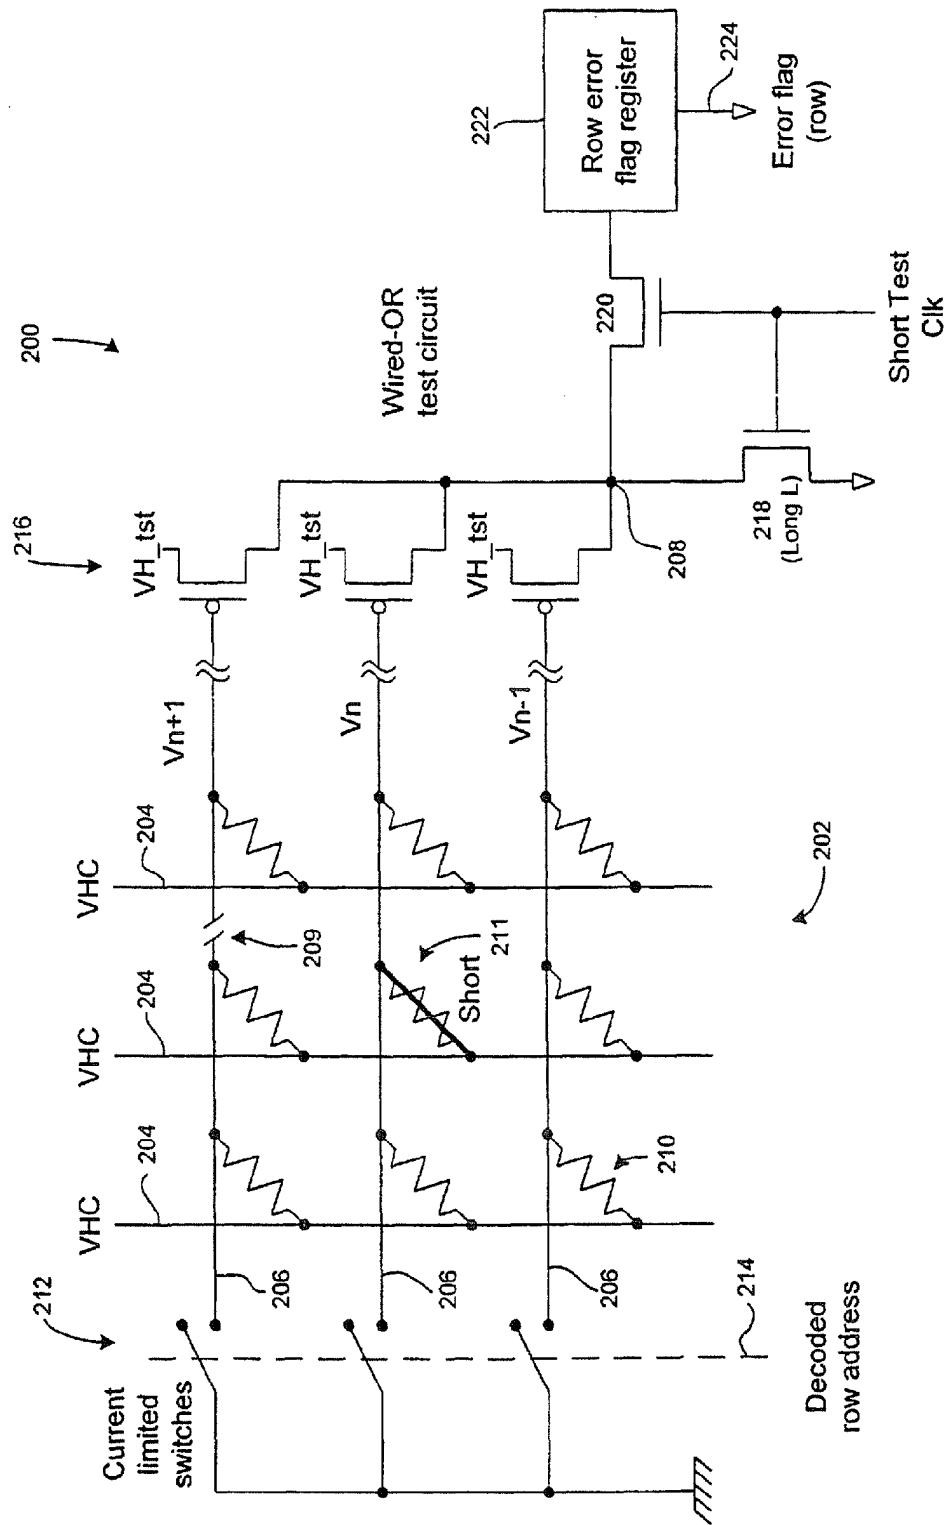 200
216
212
Current
limited
switches
VHC
204
VHC
204
VHC
204
206
206
206
Vn+1
Vn
Vn-1
209
Short
211
210
214
Decoded
row address
202
VH_tst
VH_tst
VH_tst
208
Wired-OR
test circuit
218
(Long L)
220
Short Test
Clk
222
Row error
flag register
224
Error flag
(row)